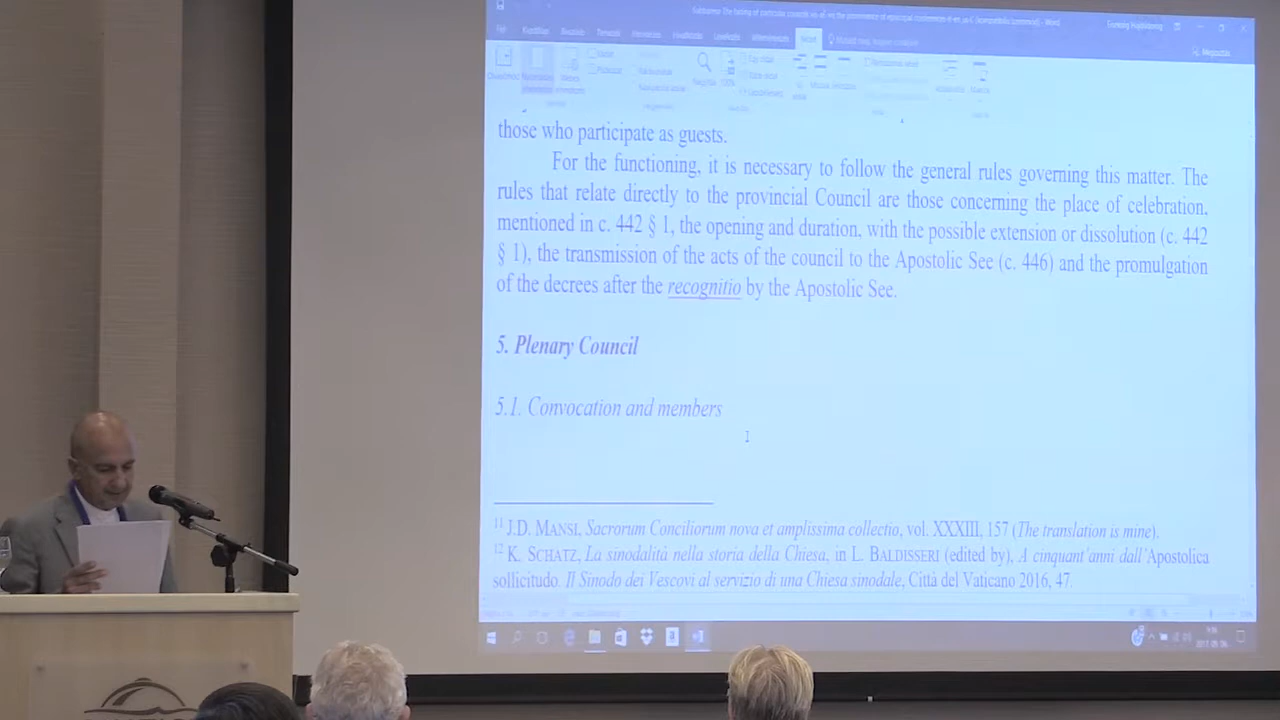 those who participate as guests.
For the functioning, it is necessary to follow the general rules governing this matter. The
rules that relate directly to the provincial Council are those concerning the place of celebration,
mentioned in c. 442 § 1, the opening and duration, with the possible extension or dissolution (c. 442
§ 1), the transmission of the acts of the council to the Apostolic See (c. 446) and the promulgation
of the decrees after the recognitio by the Apostolic See.
5. Plenary Council
5.1. Convocation and members
11 J.D. MANSI, Sacrorum Conciliorum nova et amplissima collectio, vol. XXXIII, 157 (The translation is mine).
12 K. SCHATZ, La sinodalità nella storia della Chiesa, in L. BALDISSERI (edited by), A cinquant'anni dall'Apostolica
sollicitudo. Il Sinodo dei Vescovi al servizio di una Chiesa sinodale, Città del Vaticano 2016, 47.